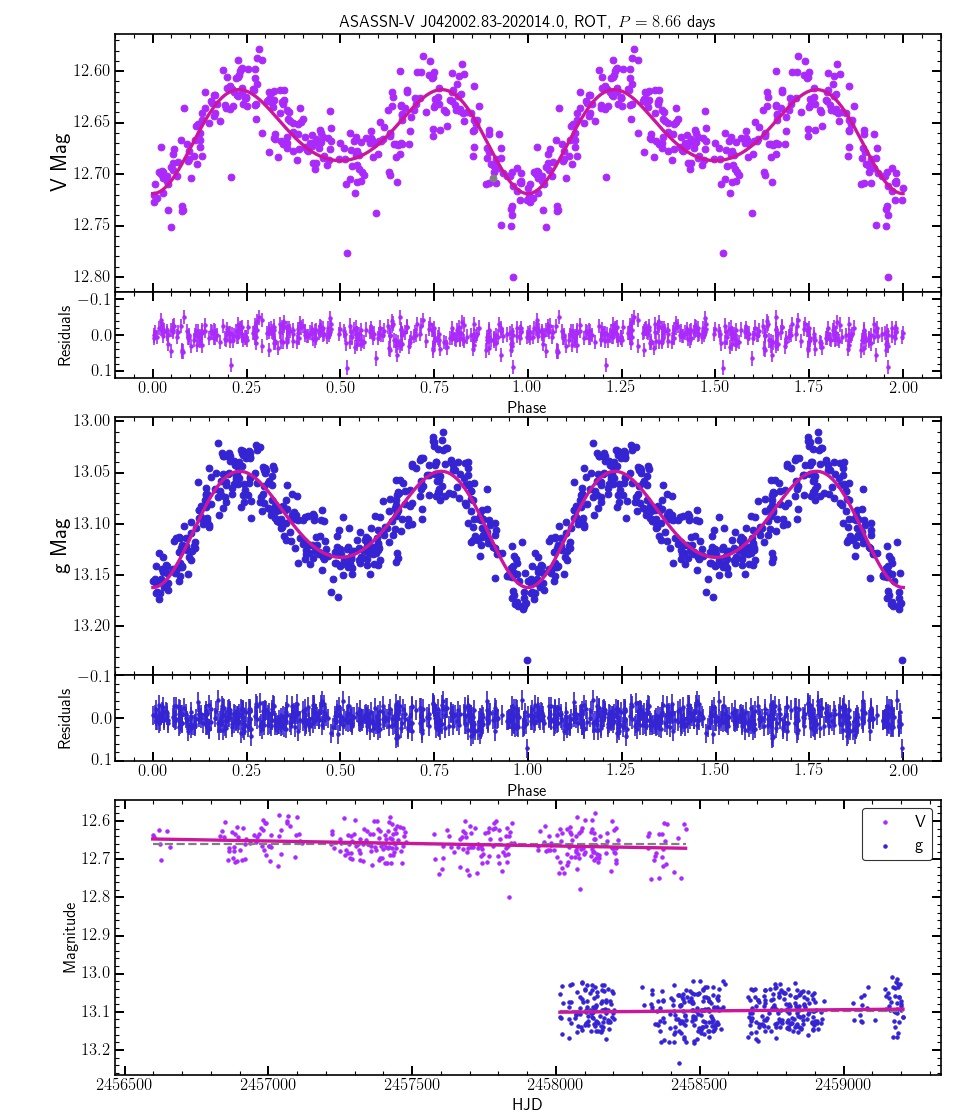 ASASSN-V J042002.83-202014.0, ROT, P = 8.66 days
12.60
12.65
12.70
12.75
12.80
V Mag
−0.1
0.0
0.1
Residuals
0.00 0.25 0.50 0.75 1.00 1.25 1.50 1.75 2.00
Phase
13.00
13.05
13.10
13.15
13.20
g Mag
−0.1
0.0
0.1
Residuals
0.00 0.25 0.50 0.75 1.00 1.25 1.50 1.75 2.00
Phase
V
g
12.6
12.7
12.8
12.9
13.0
13.1
13.2
Magnitude
2456500 2457000 2457500 2458000 2458500 2459000
HJD